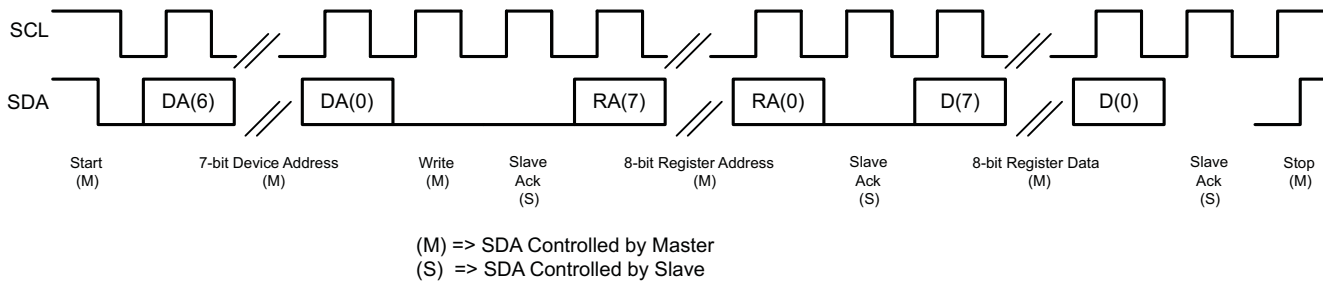 SCL
SDA
DA(6)
DA(0)
RA(7)
RA(0)
D(7)
D(0)
Start
(M)
7-bit Device Address
(M)
Write
(M)
Slave
Ack
(S)
8-bit Register Address
(M)
Slave
Ack
(S)
8-bit Register Data
(M)
Slave
Ack
(S)
Stop
(M)
(M) => SDA Controlled by Master
(S) => SDA Controlled by Slave